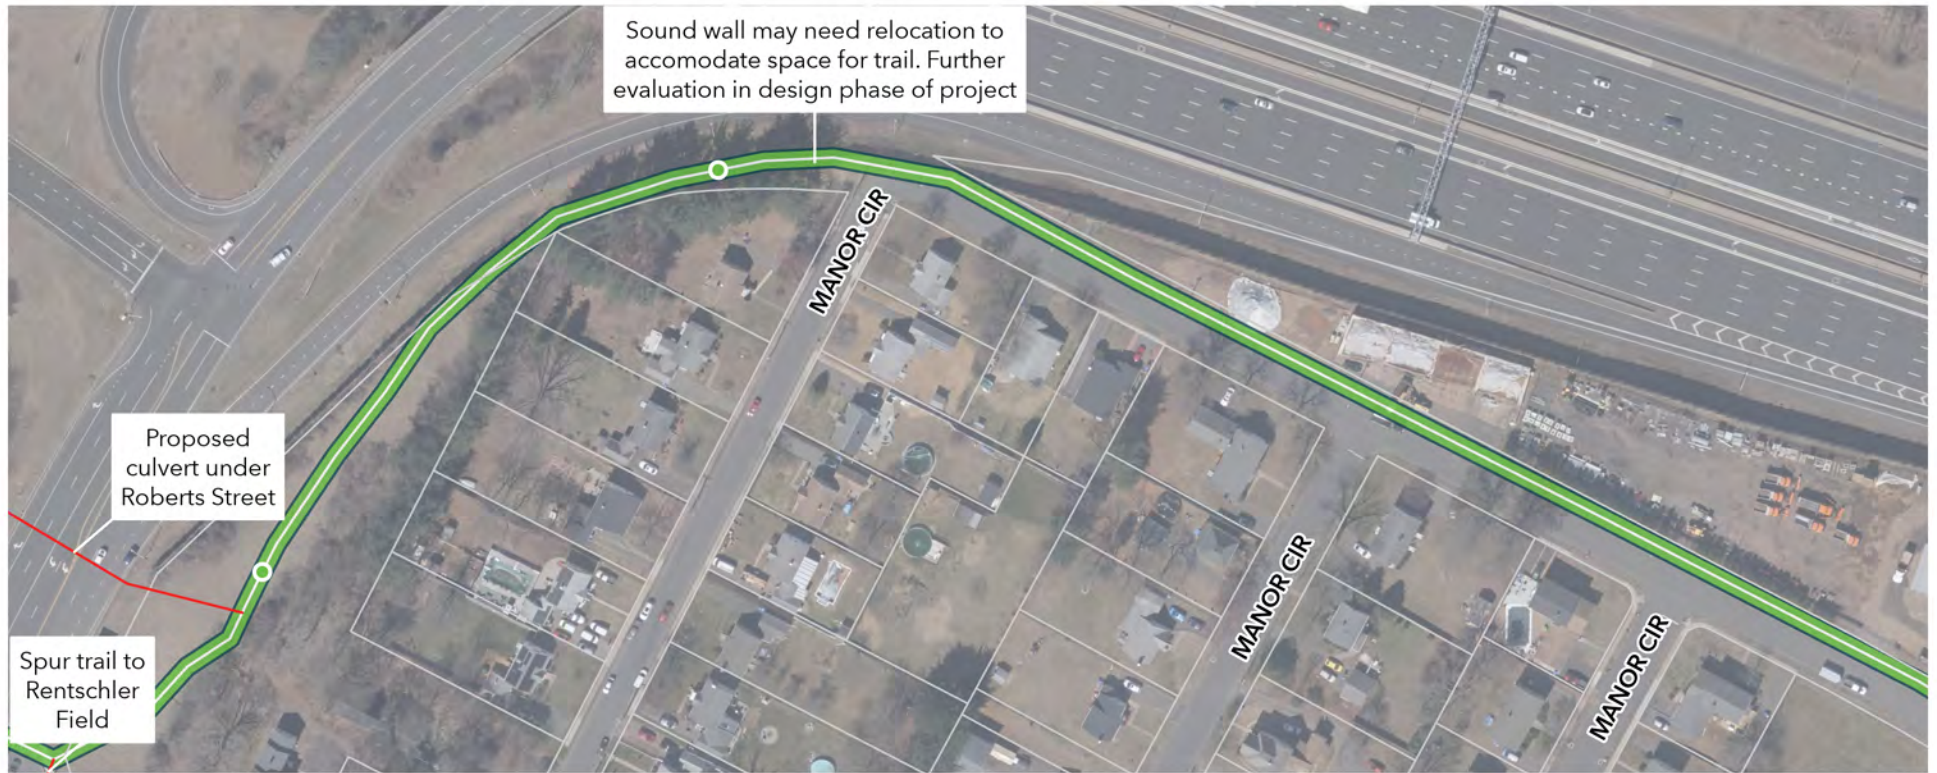 Sound wall may need relocation to
accomodate space for trail. Further
evaluation in design phase of project
MANOR CIR
Proposed
culvert under
Roberts Street
MANOR CIR
MANOR CIR
Spur trail to
Rentschler
Field